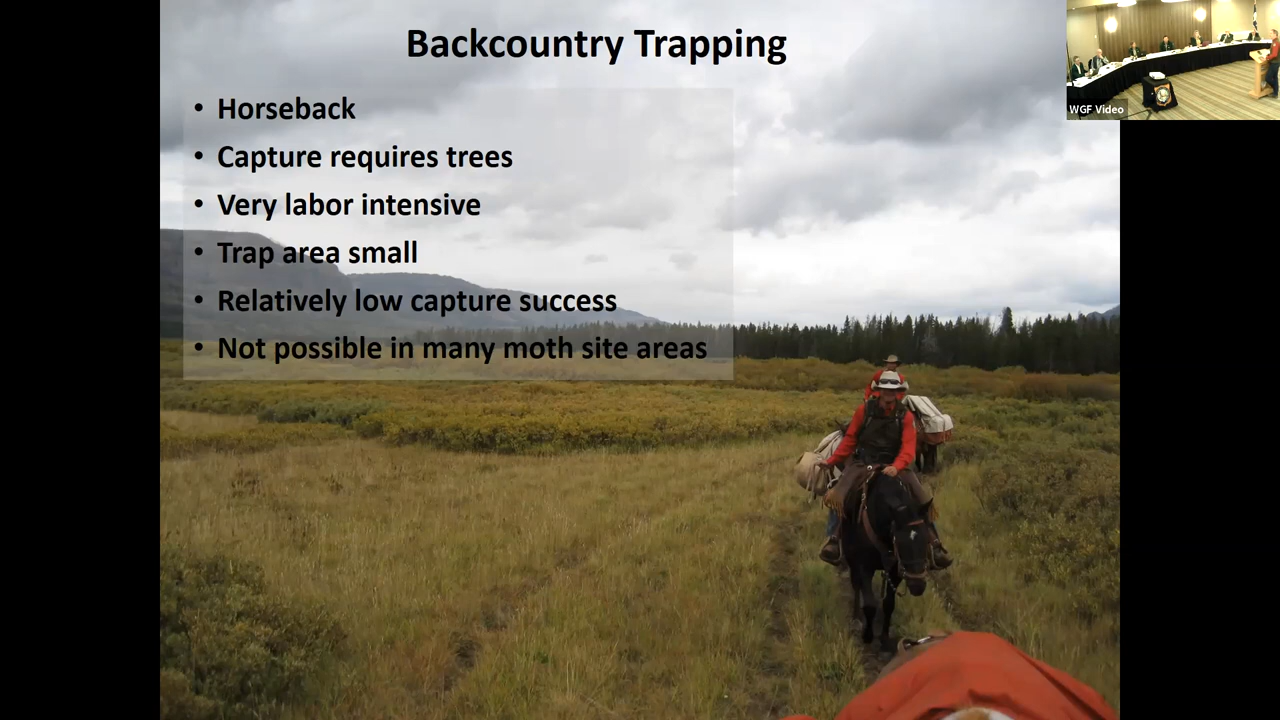 Backcountry Trapping
• Horseback
• Capture requires trees
• Very labor intensive
• Trap area small
• Relatively low capture success
• Not possible in many moth site areas
WGF Video